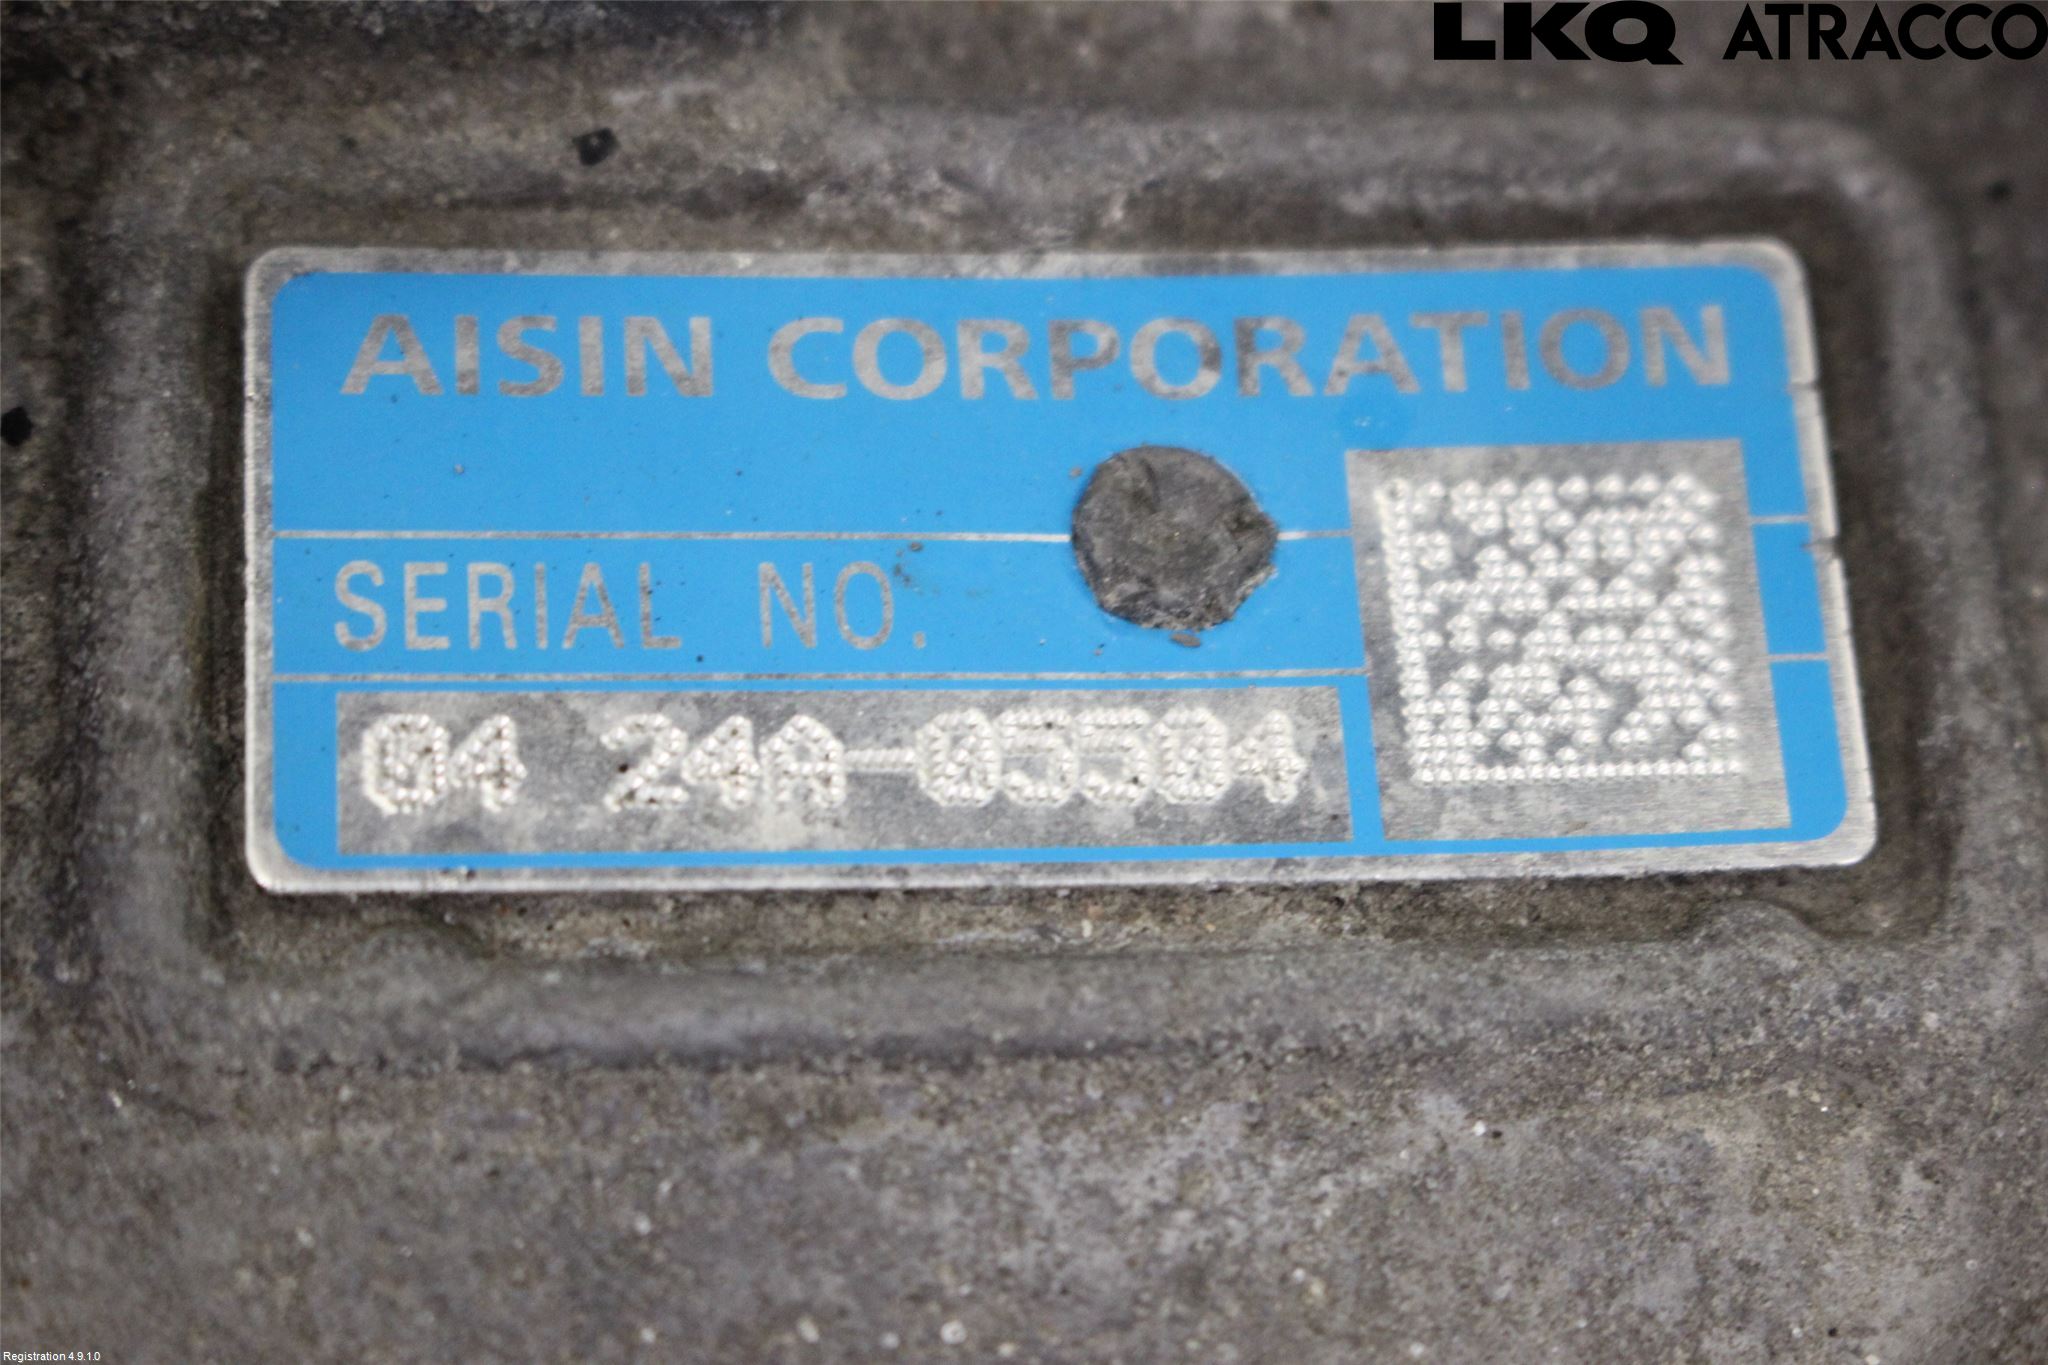 LKQ ATRACCO
AISIN CORPORATION
SERIAL NO.
04 24A-05504
Registration 4.9.1.0